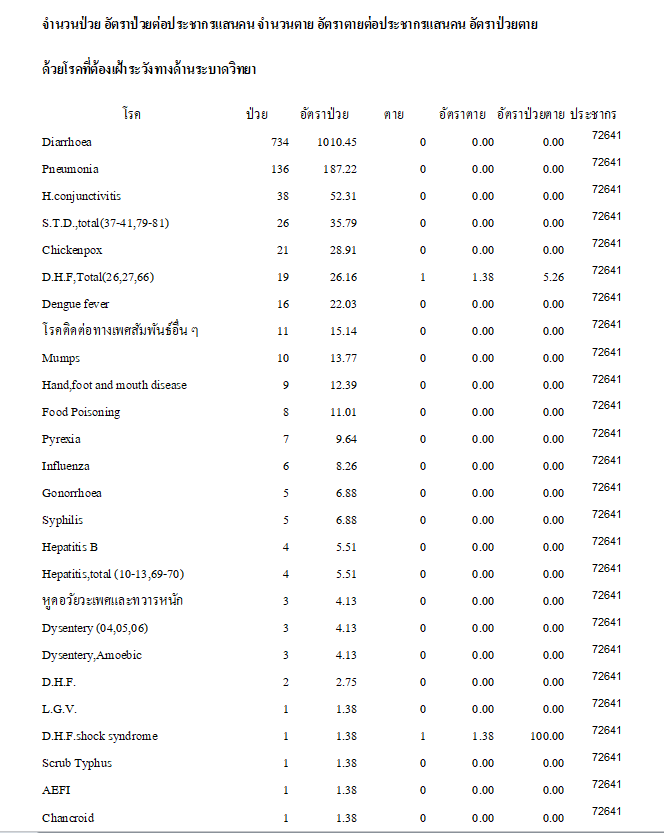 จำนวนป่วย อัตราป่วยต่อประชากรแสนคน จำนวนตาย อัตราตายต่อประชากรแสนคน อัตราป่วยตาย
ด้วยโรคที่ต้องเฝ้าระวังทางด้านระบาดวิทยา
โรค ป่วย อัตราป่วย ตาย อัตราตาย อัตราป่วยตาย ประชากร
Diarrhoea 734 1010.45 0 0.00 0.00 72641
Pneumonia 136 187.22 0 0.00 0.00 72641
H.conjunctivitis 38 52.31 0 0.00 0.00 72641
S.T.D.,total(37-41,79-81) 26 35.79 0 0.00 0.00 72641
Chickenpox 21 28.91 0 0.00 0.00 72641
D.H.F,Total(26,27,66) 19 26.16 1 1.38 5.26 72641
Dengue fever 16 22.03 0 0.00 0.00 72641
โรคติดต่อทางเพศสัมพันธ์อื่น ๆ 11 15.14 0 0.00 0.00 72641
Mumps 10 13.77 0 0.00 0.00 72641
Hand,foot and mouth disease 9 12.39 0 0.00 0.00 72641
Food Poisoning 8 11.01 0 0.00 0.00 72641
Pyrexia 7 9.64 0 0.00 0.00 72641
Influenza 6 8.26 0 0.00 0.00 72641
Gonorrhoea 5 6.88 0 0.00 0.00 72641
Syphilis 5 6.88 0 0.00 0.00 72641
Hepatitis B 4 5.51 0 0.00 0.00 72641
Hepatitis,total (10-13,69-70) 4 5.51 0 0.00 0.00 72641
หูดอวัยวะเพศและทวารหนัก 3 4.13 0 0.00 0.00 72641
Dysentery (04,05,06) 3 4.13 0 0.00 0.00 72641
Dysentery,Amoebic 3 4.13 0 0.00 0.00 72641
D.H.F. 2 2.75 0 0.00 0.00 72641
L.G.V. 1 1.38 0 0.00 0.00 72641
D.H.F.shock syndrome 1 1.38 1 1.38 100.00 72641
Scrub Typhus 1 1.38 0 0.00 0.00 72641
AEFI 1 1.38 0 0.00 0.00 72641
Chancroid 1 1.38 0 0.00 0.00 72641